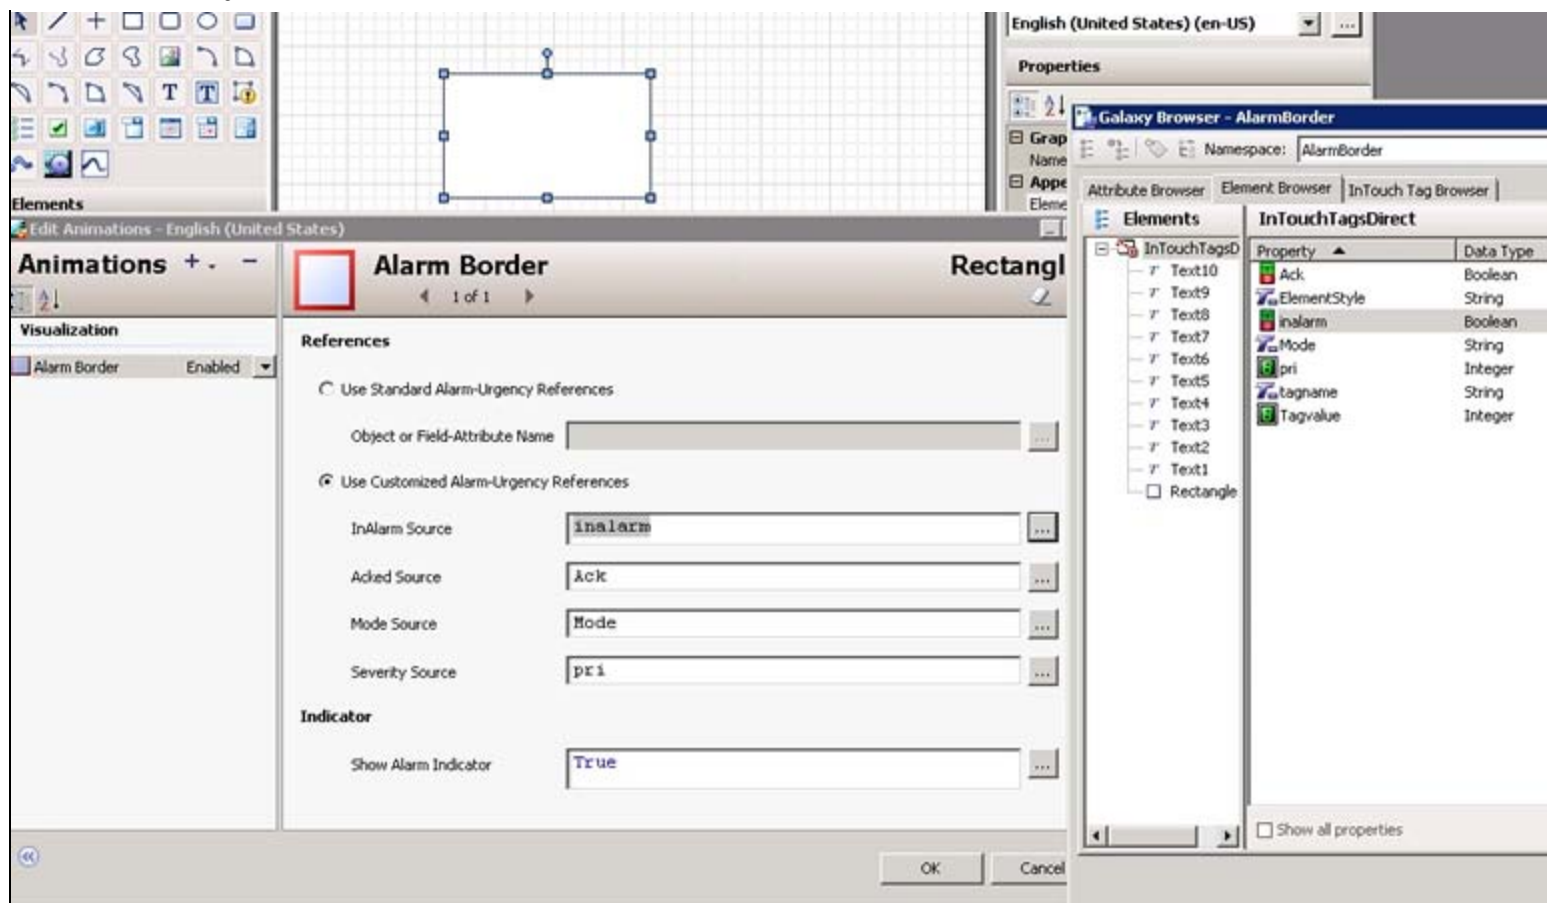 English (United States) (en-US)
...
Properties
Grap
Name
Appe
Eleme
T T
Elements
Galaxy Browser - AlarmBorder
Namespace: AlarmBorder
Attribute Browser Element Browser InTouch Tag Browser
Elements InTouchTagsDirect
InTouchTagsD Property Data Type
Text10 Ack Boolean
Text9 ElementStyle String
Text8 inalarm Boolean
Text7 Mode String
Text6 pri Integer
Text5 tagname String
Text4 Tagvalue Integer
Text3
Text2
Text1
Rectangle
Show all properties
Edit Animations - English (United States)
Animations + . -
Visualization
Alarm Border Enabled
Alarm Border Rectangl
1 of 1
References
Use Standard Alarm-Urgency References
Object or Field-Attribute Name ...
Use Customized Alarm-Urgency References
InAlarm Source inalarm ...
Acked Source Ack ...
Mode Source Mode ...
Severity Source pri ...
Indicator
Show Alarm Indicator True ...
OK Cancel